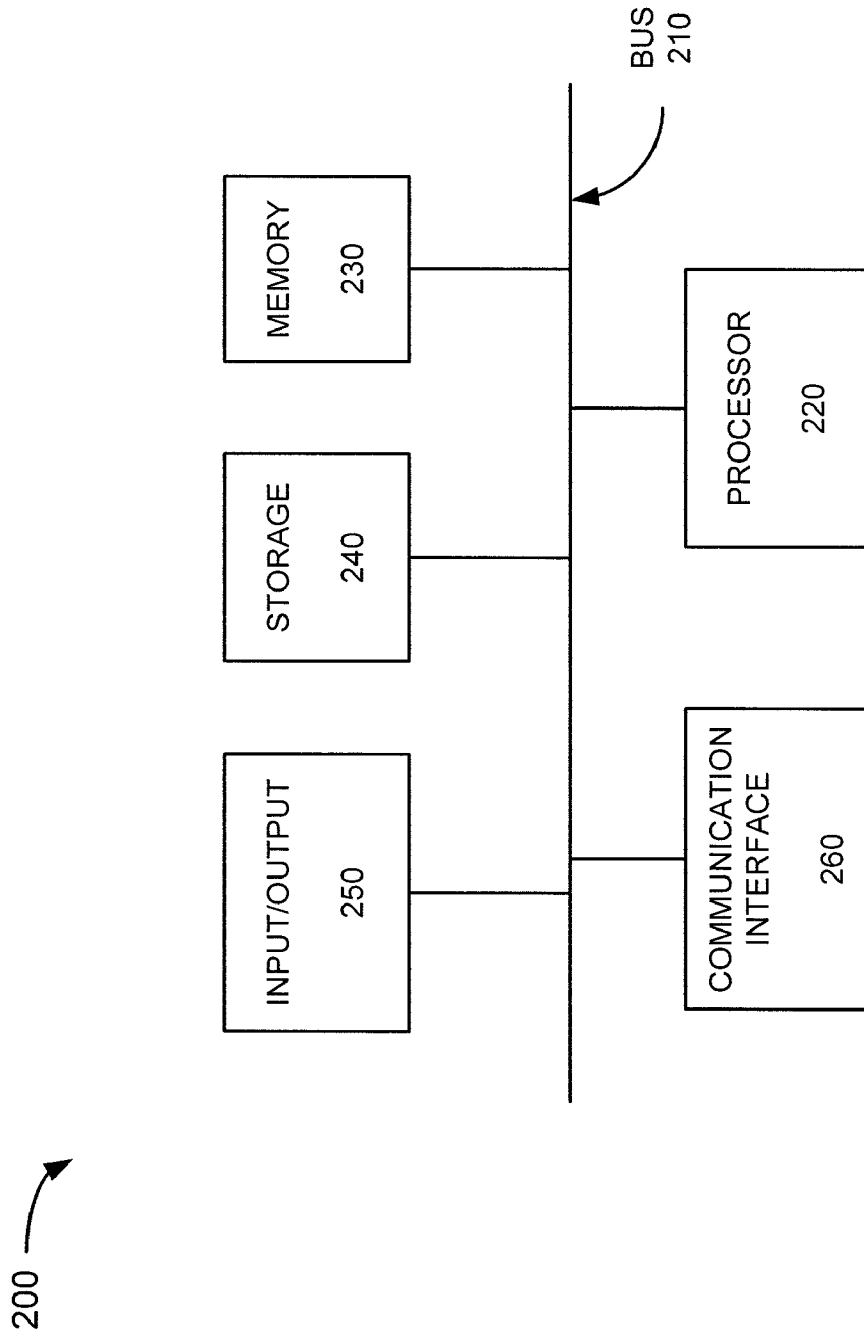 200
INPUT/OUTPUT
250
STORAGE
240
MEMORY
230
BUS
210
COMMUNICATION
INTERFACE
260
PROCESSOR
220